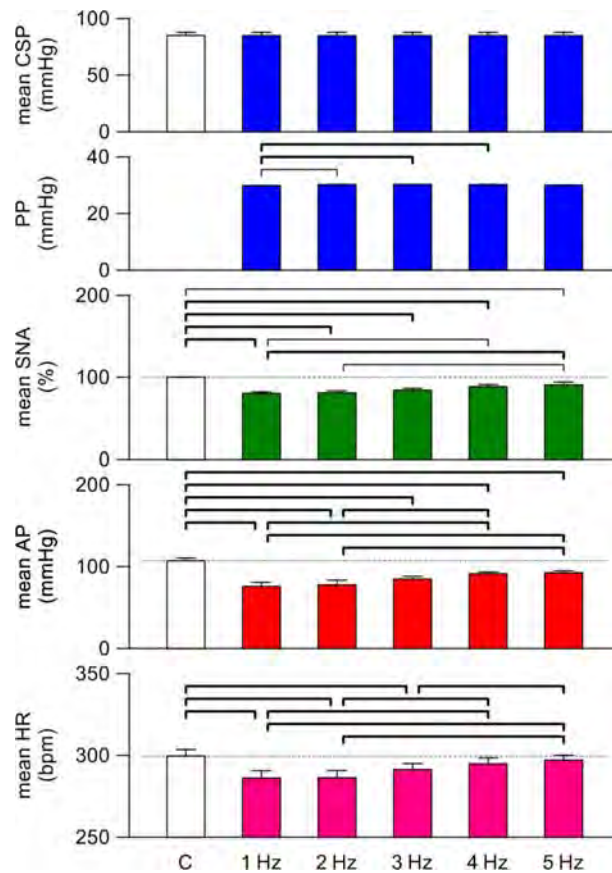 mean CSP
(mmHg)
100
50
0
PP
(mmHg)
40
20
0
mean SNA
(%)
200
100
0
mean AP
(mmHg)
200
100
0
mean HR
(bpm)
350
300
250
C 1 Hz 2 Hz 3 Hz 4 Hz 5 Hz